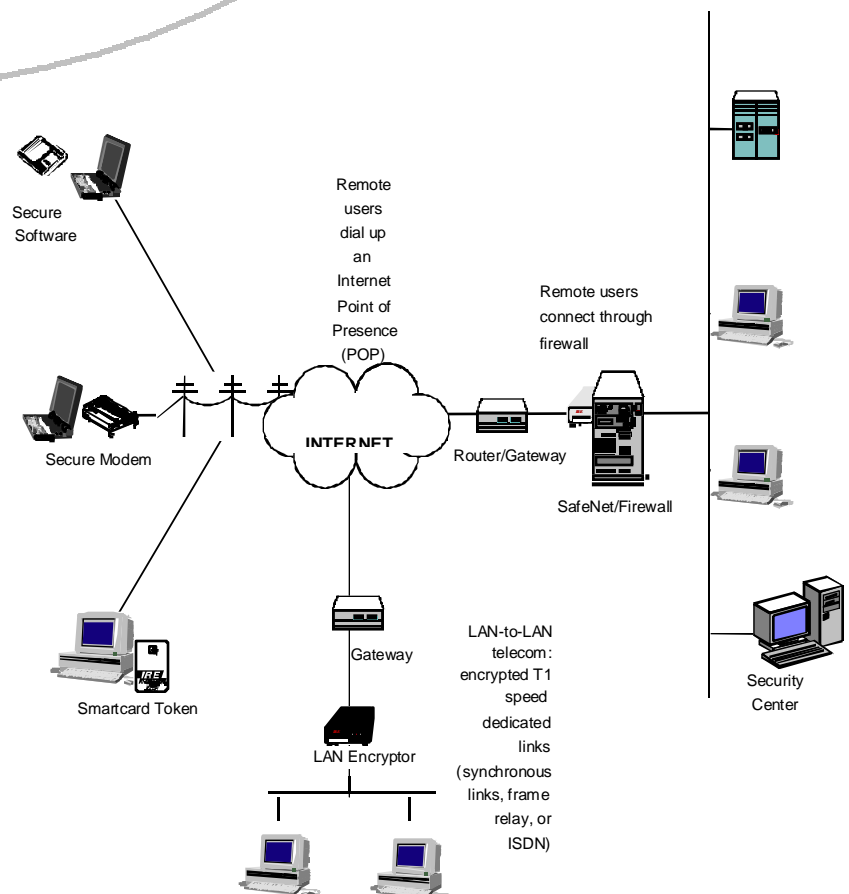 Secure
Software
Remote
users
dial up
an
Internet
Point of
Presence
(POP)
Remote users
connect through
firewall
INTERNET
Secure Modem
Router/Gateway
SafeNet/Firewall
Smartcard Token
IRE
Gateway
LAN Encryptor
LAN-to-LAN
telecom:
encrypted T1
speed
dedicated
links
(synchronous
links, frame
relay, or
ISDN)
Security
Center